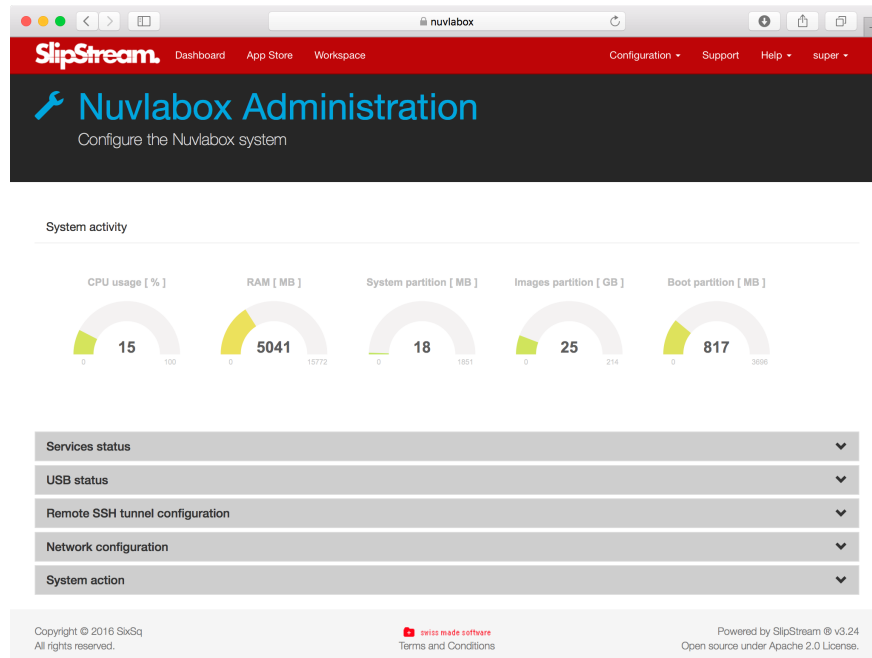 nuvlabox
SlipStream. Dashboard App Store Workspace Configuration Support Help super
Nuvlabox Administration
Configure the Nuvlabox system
System activity
CPU usage [ % ] RAM [ MB ] System partition [ MB ] Images partition [ GB ] Boot partition [ MB ]
15 5041 18 25 817
0 100 0 15772 0 1851 0 214 0 3696
Services status
USB status
Remote SSH tunnel configuration
Network configuration
System action
Copyright © 2016 SixSq swiss made software Powered by SlipStream ® v3.24
All rights reserved. Terms and Conditions Open source under Apache 2.0 License.